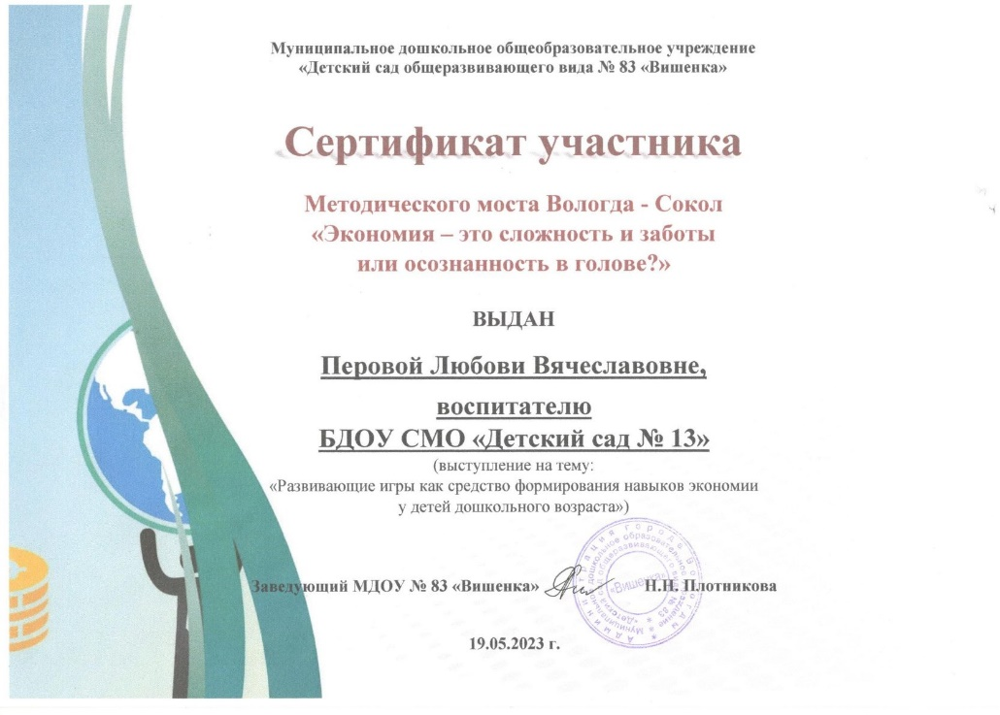 Муниципальное дошкольное общеобразовательное учреждение
«Детский сад общеразвивающего вида № 83 «Вишенка»
Сертификат участника
Методического моста Вологда - Сокол
«Экономия – это сложность и заботы
или осознанность в голове?»
ВЫДАН
Перовой Любови Вячеславовне,
воспитателю
БДОУ СМО «Детский сад № 13»
(выступление на тему:
«Развивающие игры как средство формирования навыков экономии
у детей дошкольного возраста»)
Заведующий МДОУ № 83 «Вишенка» Н.Н. Плотникова
«Вишенка»
19.05.2023 г.